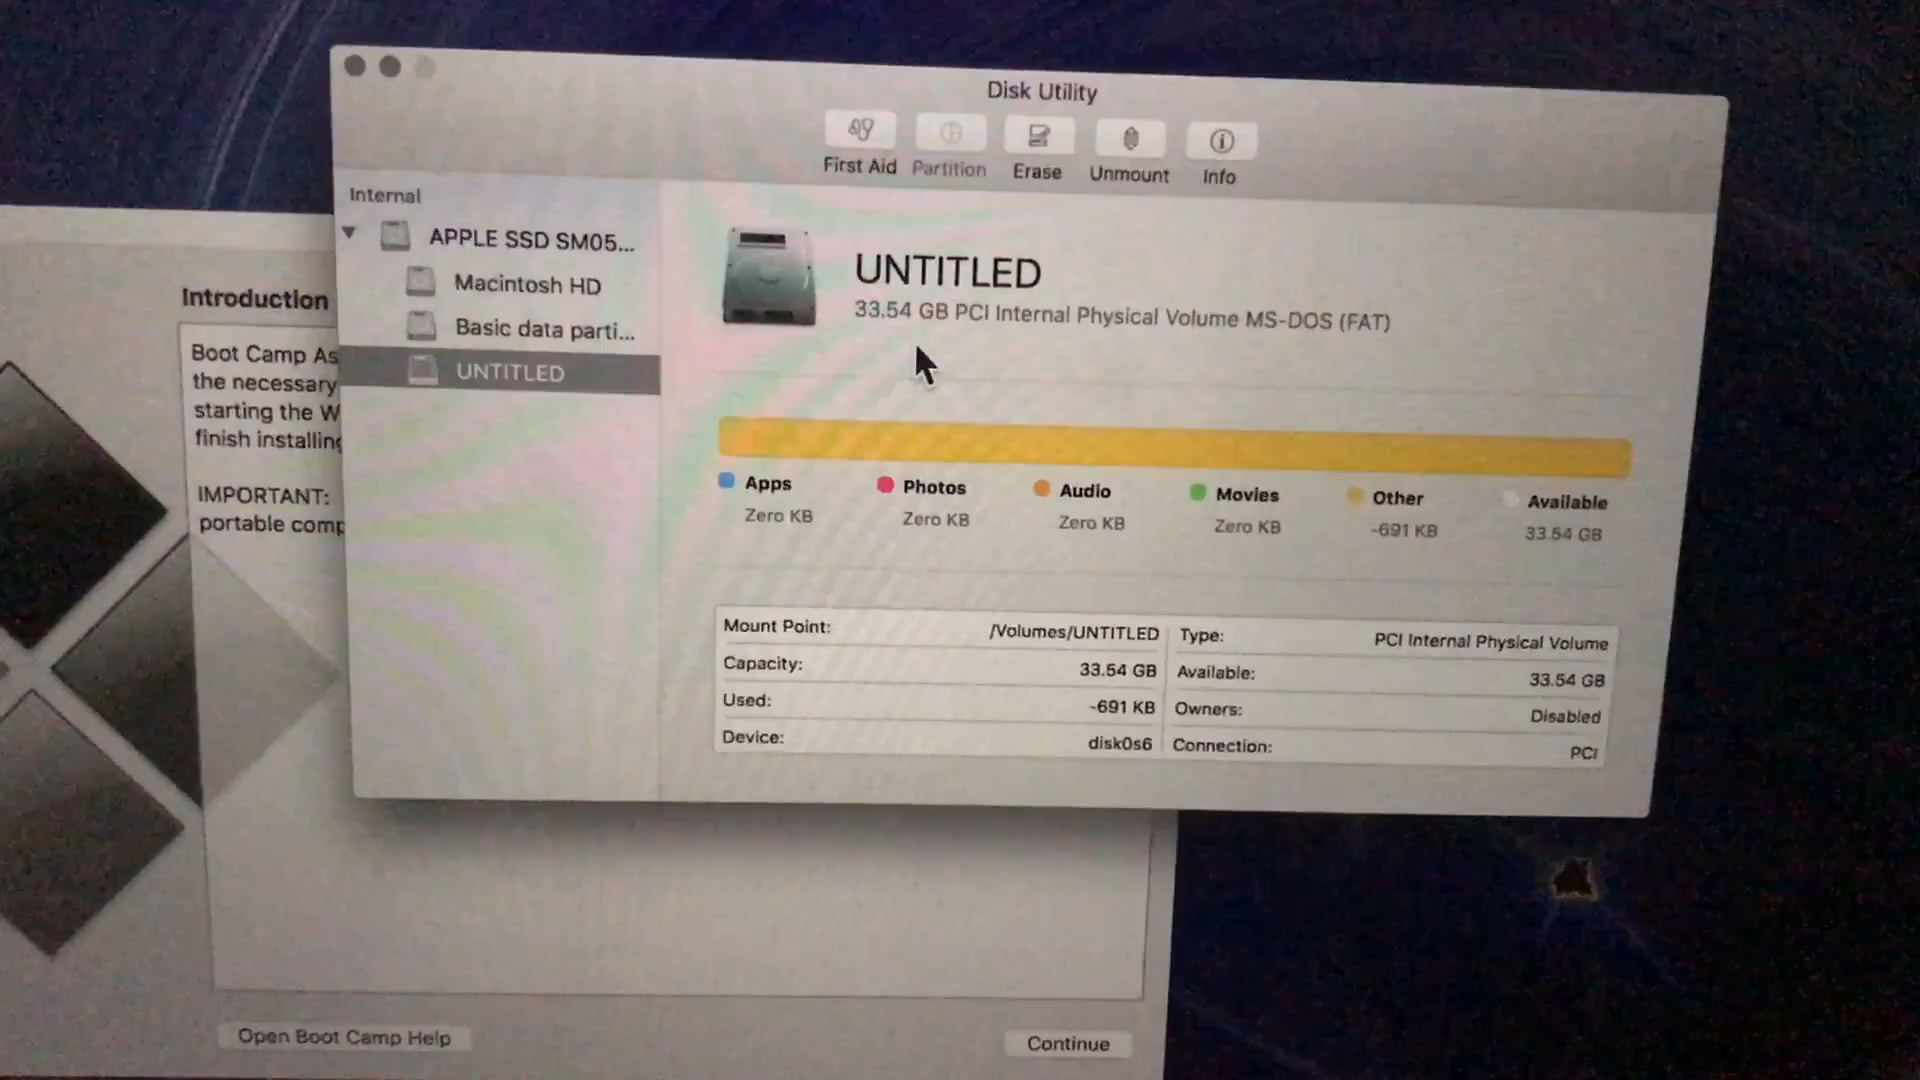 Disk Utility
First Aid
Partition
Erase
Unmount
Info
Internal
APPLE SSD SM05...
Macintosh HD
Basic data parti...
UNTITLED
UNTITLED
33.54 GB PCI Internal Physical Volume MS-DOS (FAT)
Apps
Zero KB
Photos
Zero KB
Audio
Zero KB
Movies
Zero KB
Other
-691 KB
Available
33.54 GB
Mount Point: /Volumes/UNTITLED
Capacity: 33.54 GB
Used: -691 KB
Device: disk0s6
Type: PCI Internal Physical Volume
Available: 33.54 GB
Owners: Disabled
Connection: PCI
Introduction
Boot Camp As
the necessary
starting the W
finish installing
IMPORTANT:
portable comp
Open Boot Camp Help
Continue